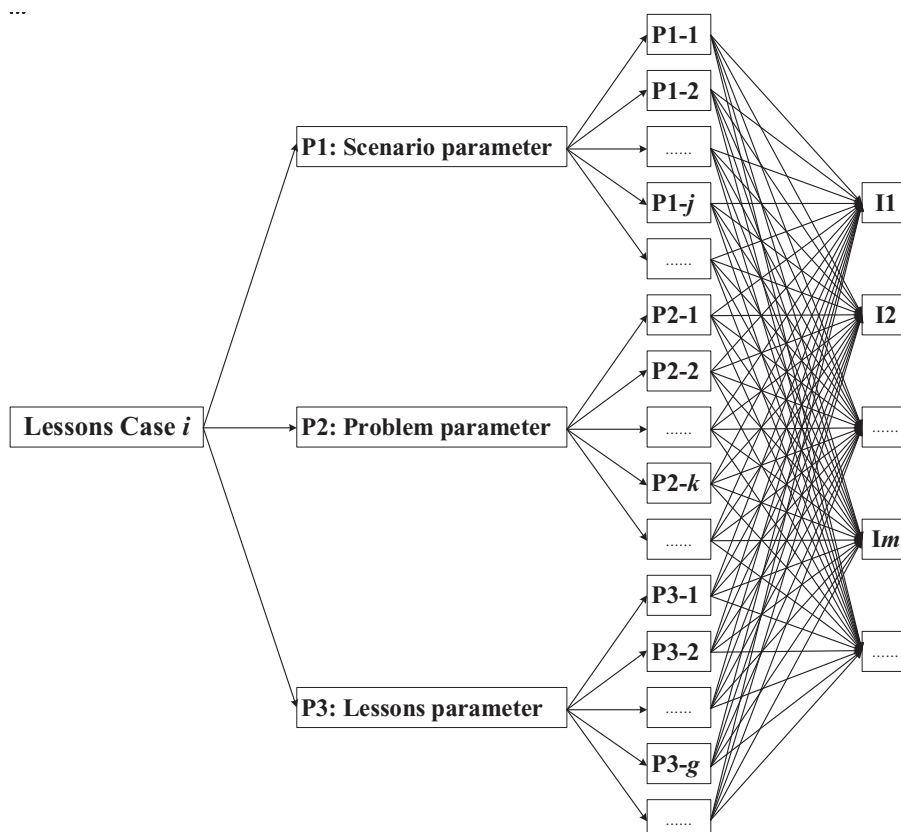 ...
P1-1
P1-2
P1: Scenario parameter
......
P1-j
I1
......
P2-1
I2
P2-2
Lessons Case i
P2: Problem parameter
......
......
P2-k
......
Im
P3-1
P3-2
......
P3: Lessons parameter
......
P3-g
......